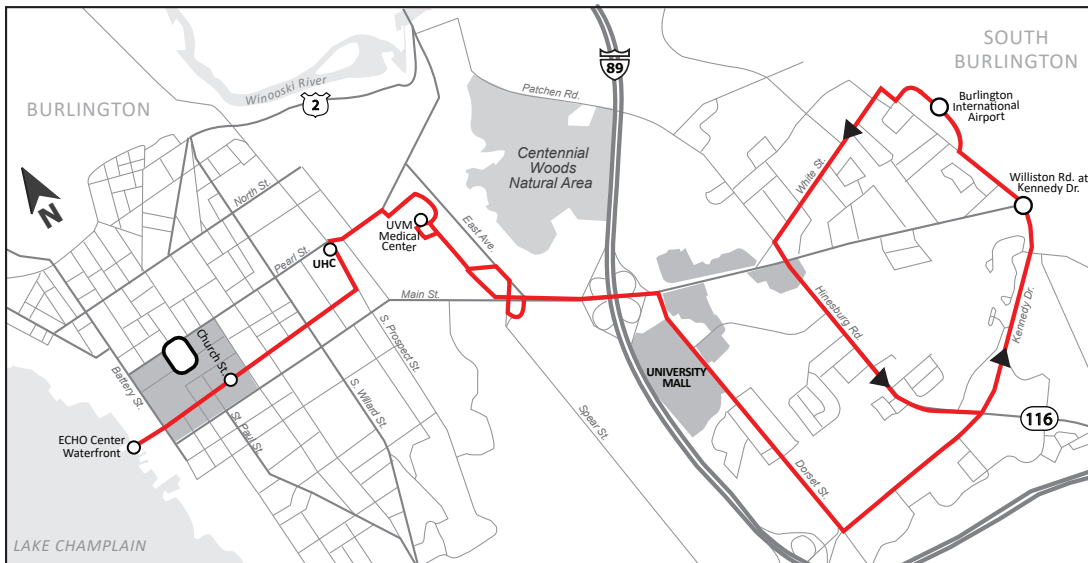 SOUTH
BURLINGTON
89
BURLINGTON
Winooski River
2
Patchen Rd.
Burlington
International
Airport
Centennial
Woods
Natural Area
White St.
Williston Rd. at
Kennedy Dr.
N
North St.
UVM
Medical
Center
East Ave.
Pearl St.
UHC
Main St.
Hinesburg Rd.
Kennedy Dr.
S. Prospect St.
Church St.
Battery St.
UNIVERSITY
MALL
S. Willard St.
St. Paul St.
Spear St.
116
ECHO Center
Waterfront
Dorset St.
LAKE CHAMPLAIN